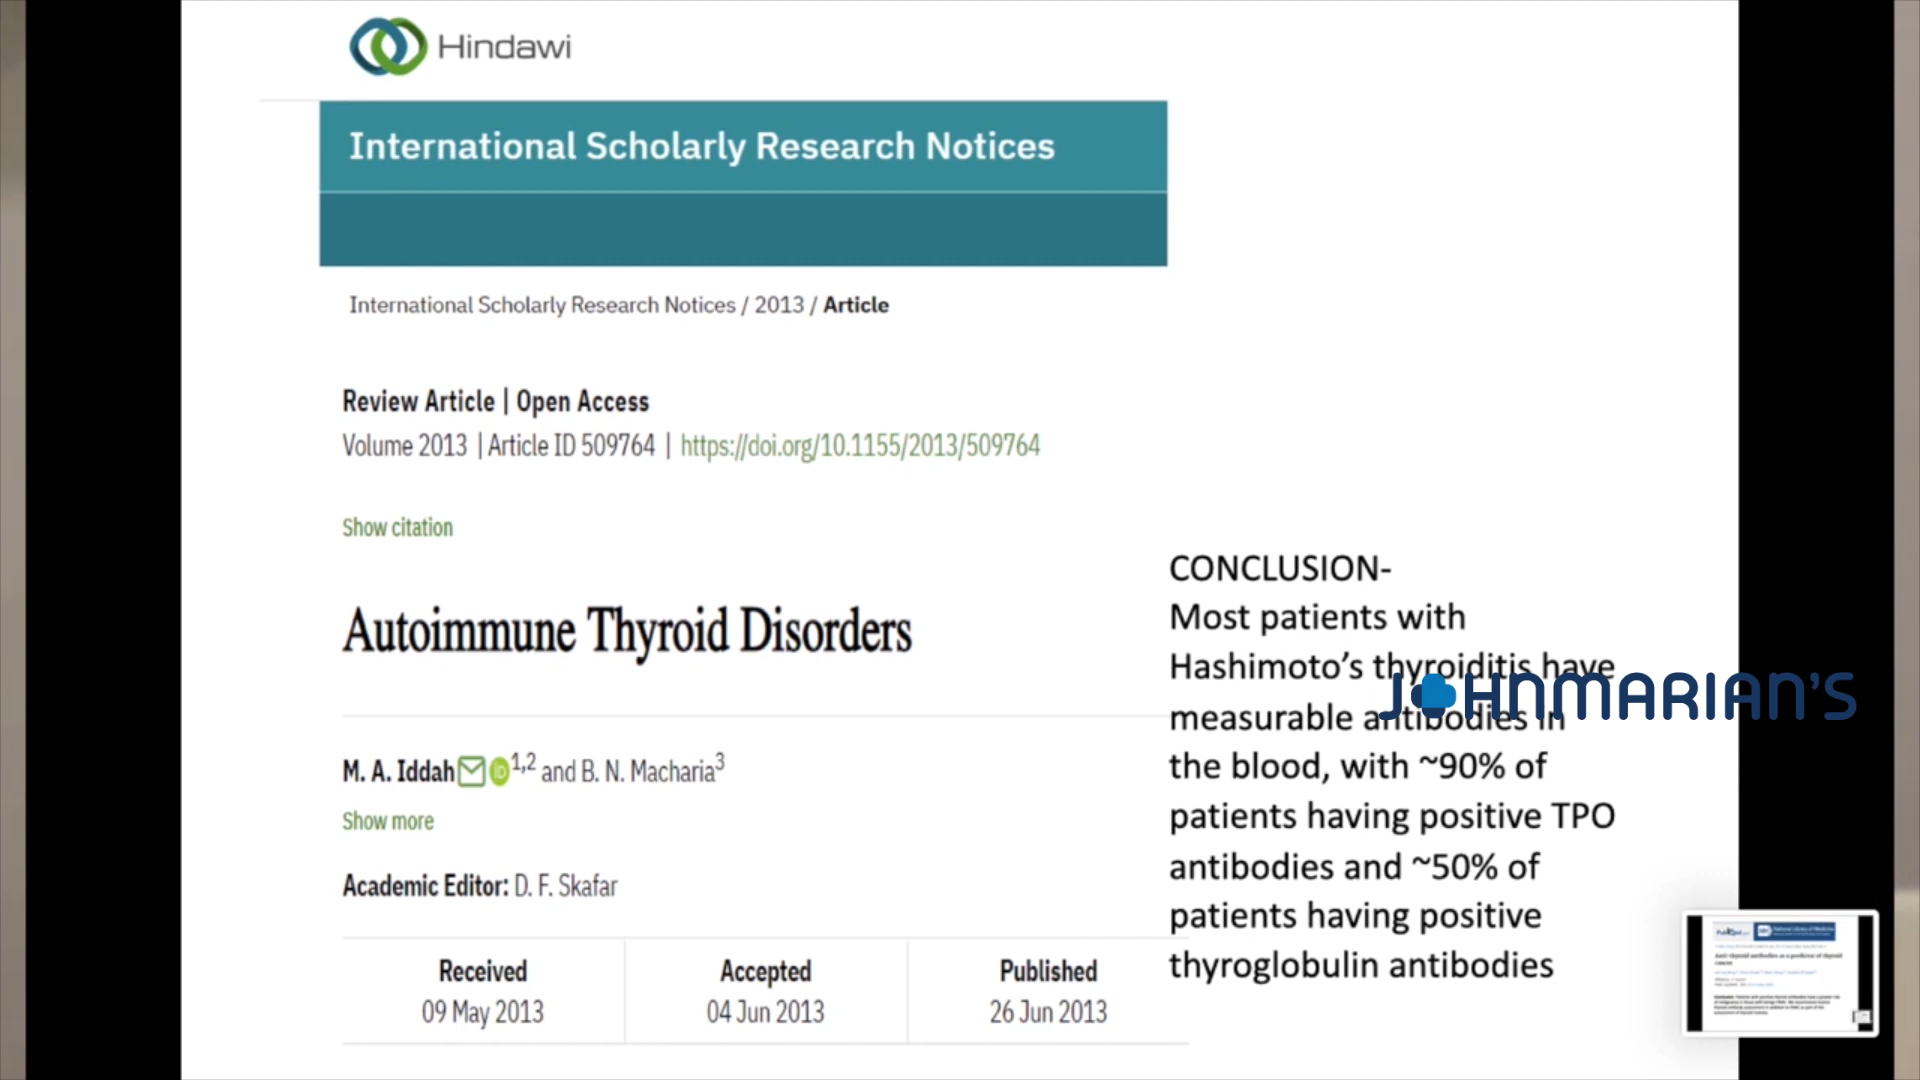 Hindawi
International Scholarly Research Notices
International Scholarly Research Notices / 2013 / Article
Review Article | Open Access
Volume 2013 | Article ID 509764 | https://doi.org/10.1155/2013/509764
Show citation
Autoimmune Thyroid Disorders
M. A. Iddah 1,2 and B. N. Macharia3
Show more
Academic Editor: D. F. Skafar
Received
09 May 2013
Accepted
04 Jun 2013
Published
26 Jun 2013
CONCLUSION-
Most patients with
Hashimoto's thyroiditis have
measurable antibodies in
the blood, with ~90% of
patients having positive TPO
antibodies and ~50% of
patients having positive
thyroglobulin antibodies
JOHNMARIAN'S
National Library of Medicine